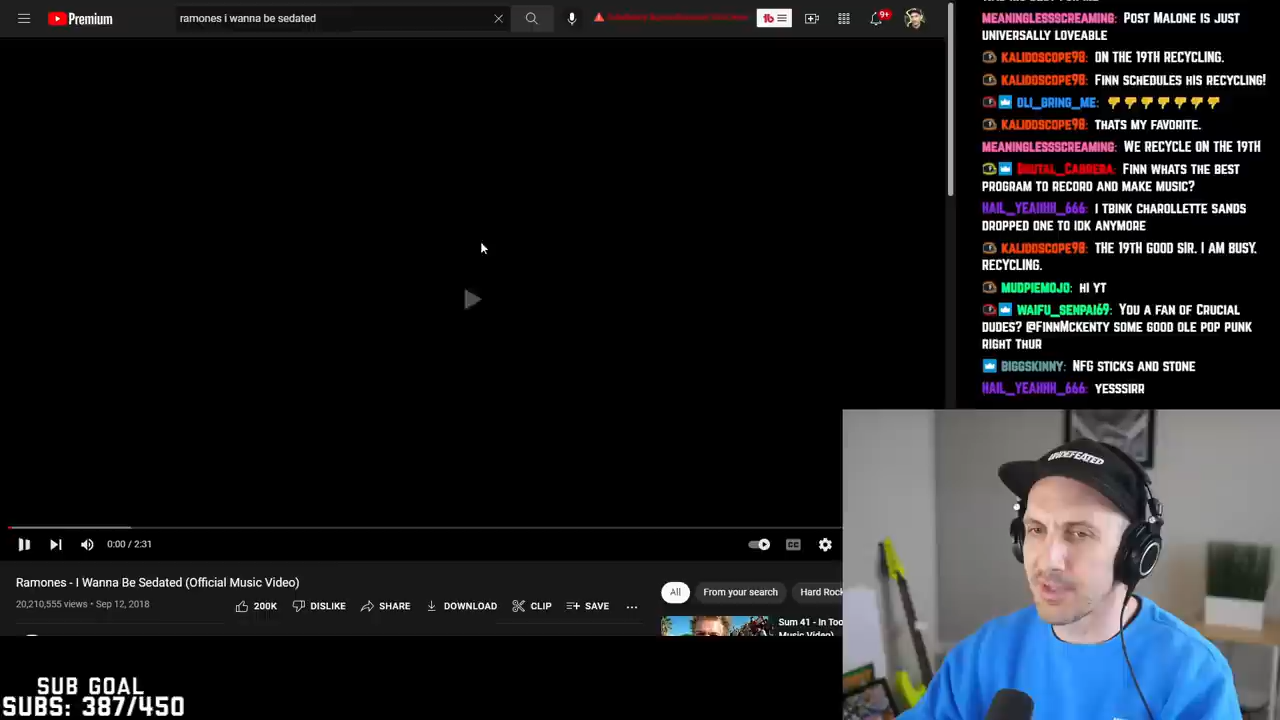 Premium
ramones i wanna be sedated
9+
0:00 / 2:31
CC
Ramones - I Wanna Be Sedated (Official Music Video)
20,210,555 views • Sep 12, 2018
200K
DISLIKE
SHARE
DOWNLOAD
CLIP
SAVE
All
From your search
Hard Roc
Sum 41 - In Too
Music Video)
SUB GOAL
SUBS: 387/450
MEANINGLESSSCREAMING: POST MALONE IS JUST
UNIVERSALLY LOVEABLE
KALIDOSCOPE98: ON THE 19TH RECYCLING.
KALIDOSCOPE98: FINN SCHEDULES HIS RECYCLING!
OLI_BRING_ME: 👎👎👎👎👎👎👎
KALIDOSCOPE98: THATS MY FAVORITE.
MEANINGLESSSCREAMING: WE RECYCLE ON THE 19TH
BRUTAL_CABRERA: FINN WHATS THE BEST
PROGRAM TO RECORD AND MAKE MUSIC?
HAIL_YEAHHH_666: I TBINK CHAROLLETTE SANDS
DROPPED ONE TO IDK ANYMORE
KALIDOSCOPE98: THE 19TH GOOD SIR. I AM BUSY.
RECYCLING.
MUDPIEMOJO: HI YT
WAIFU_SENPAI69: YOU A FAN OF CRUCIAL
DUDES? @FINNMCKENTY SOME GOOD OLE POP PUNK
RIGHT THUR
BIGGSKINNY: NFG STICKS AND STONE
HAIL_YEAHHH_666: YESSSIRR
UNDEFEATED